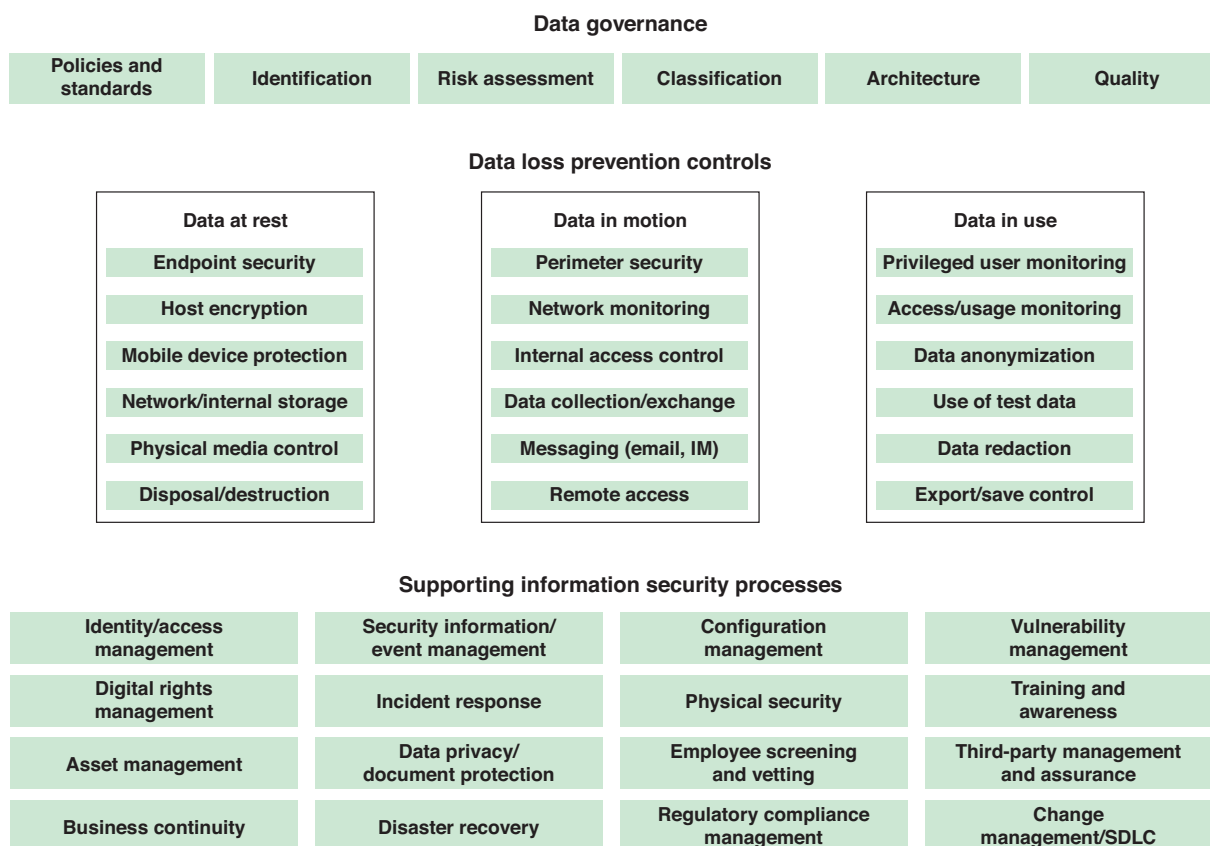 Data governance
Policies and
standards
Identification
Risk assessment
Classification
Architecture
Quality
Data loss prevention controls
Data at rest
Endpoint security
Host encryption
Mobile device protection
Network/internal storage
Physical media control
Disposal/destruction
Data in motion
Perimeter security
Network monitoring
Internal access control
Data collection/exchange
Messaging (email, IM)
Remote access
Data in use
Privileged user monitoring
Access/usage monitoring
Data anonymization
Use of test data
Data redaction
Export/save control
Supporting information security processes
Identity/access
management
Security information/
event management
Configuration
management
Vulnerability
management
Digital rights
management
Incident response
Physical security
Training and
awareness
Asset management
Data privacy/
document protection
Employee screening
and vetting
Third-party management
and assurance
Business continuity
Disaster recovery
Regulatory compliance
management
Change
management/SDLC